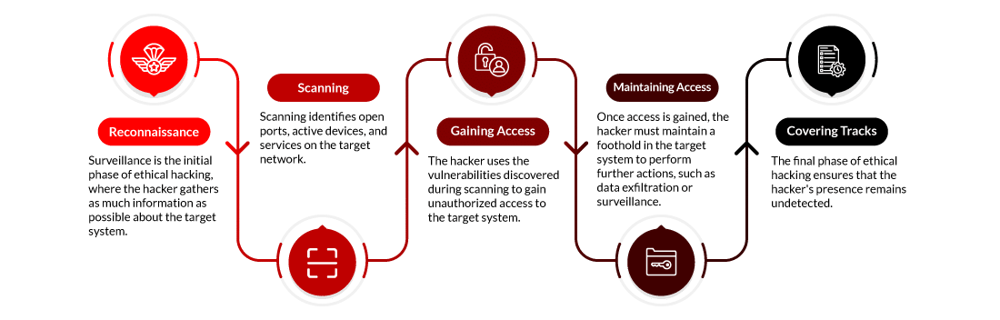 Reconnaissance
Surveillance is the initial
phase of ethical hacking,
where the hacker gathers
as much information as
possible about the target
system.
Scanning
Scanning identifies open
ports, active devices, and
services on the target
network.
Gaining Access
The hacker uses the
vulnerabilities discovered
during scanning to gain
unauthorized access to
the target system.
Maintaining Access
Once access is gained, the
hacker must maintain a
foothold in the target
system to perform
further actions, such as
data exfiltration or
surveillance.
Covering Tracks
The final phase of ethical
hacking ensures that the
hacker's presence remains
undetected.